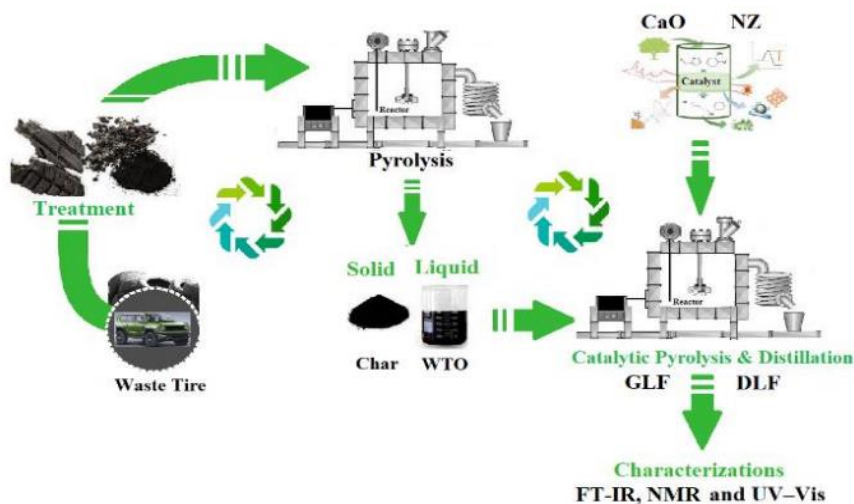 CaO NZ
Catalyst
Reactor
Pyrolysis
Treatment
Solid Liquid
Char WTO
Waste Tire
Reactor
Catalytic Pyrolysis & Distillation
GLF DLF
Characterizations
FT-IR, NMR and UV–Vis